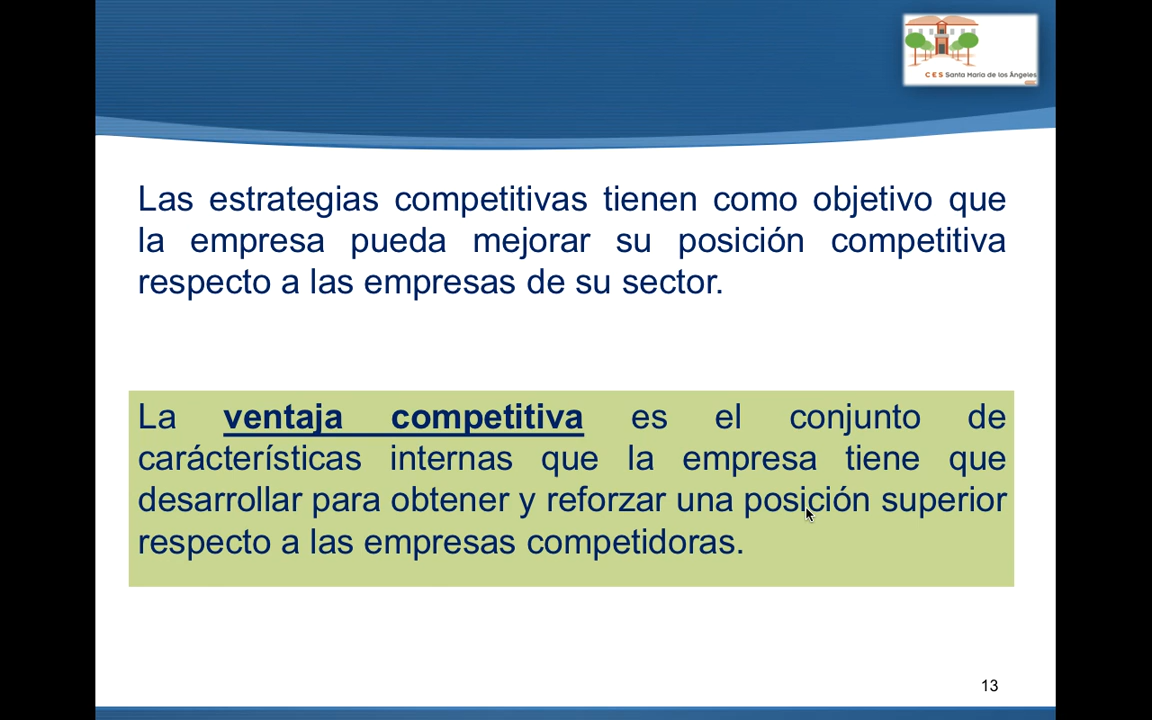 C E S Santa María de los Ángeles
Las estrategias competitivas tienen como objetivo que
la empresa pueda mejorar su posición competitiva
respecto a las empresas de su sector.
La ventaja competitiva es el conjunto de
carácterísticas internas que la empresa tiene que
desarrollar para obtener y reforzar una posición superior
respecto a las empresas competidoras.
13